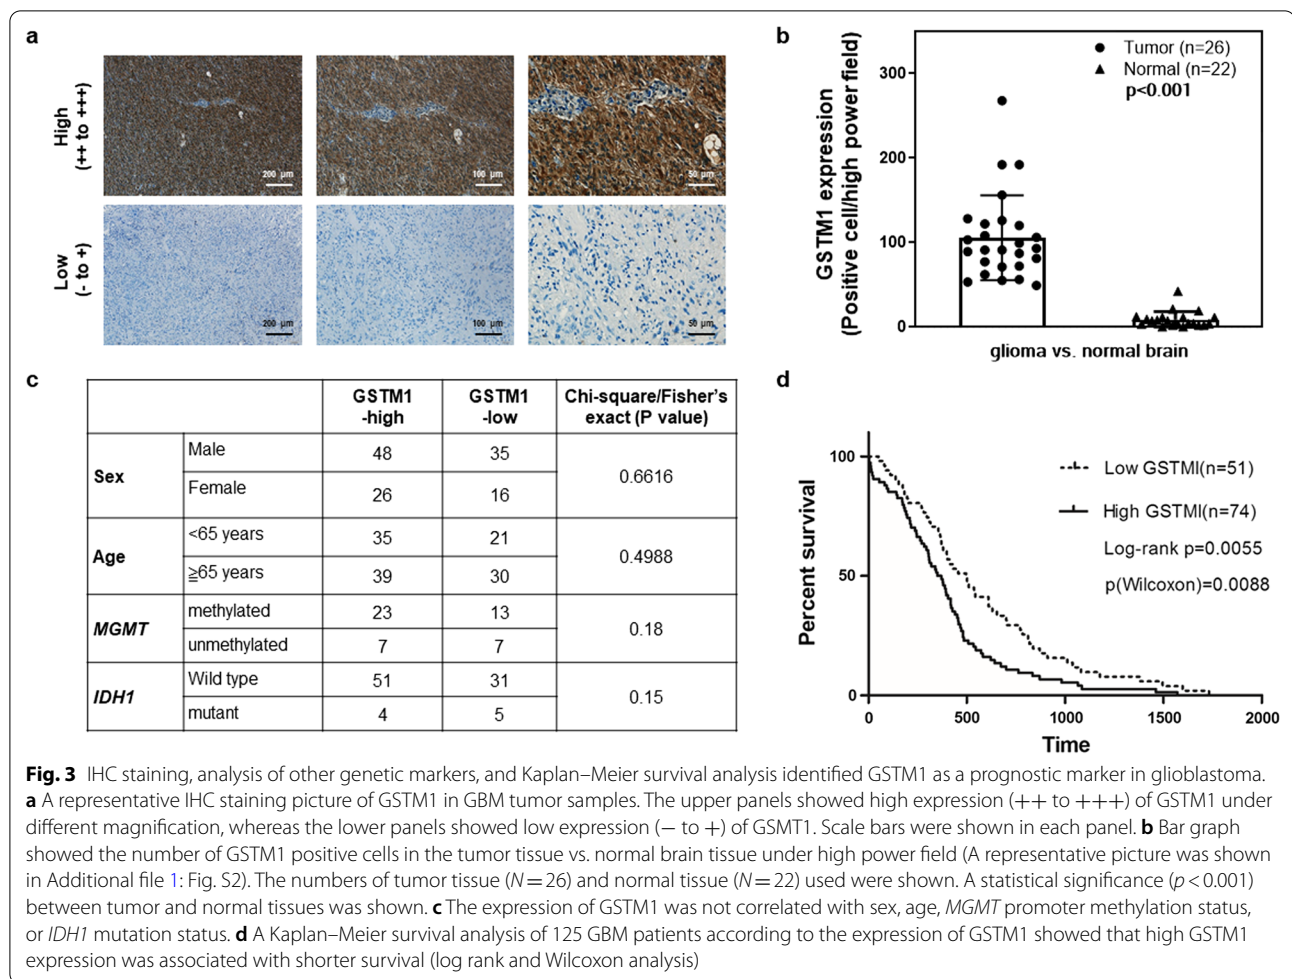 a
High
(++ to +++)
200 µm
100 µm
50 µm
Low
(- to +)
200 µm
100 µm
50 µm
b
GSTM1 expression
(Positive cell/high power field)
300
200
100
0
Tumor (n=26)
Normal (n=22)
p<0.001
glioma vs. normal brain
c
GSTM1 -high GSTM1 -low Chi-square/Fisher's exact (P value)
Sex Male 48 35 0.6616
Female 26 16
Age <65 years 35 21 0.4988
≧65 years 39 30
MGMT methylated 23 13 0.18
unmethylated 7 7
IDH1 Wild type 51 31 0.15
mutant 4 5
d
Percent survival
100
50
0
Low GSTMI(n=51)
High GSTMI(n=74)
Log-rank p=0.0055
p(Wilcoxon)=0.0088
0 500 1000 1500 2000
Time
Fig. 3 IHC staining, analysis of other genetic markers, and Kaplan–Meier survival analysis identified GSTM1 as a prognostic marker in glioblastoma.
a A representative IHC staining picture of GSTM1 in GBM tumor samples. The upper panels showed high expression (++ to +++) of GSTM1 under
different magnification, whereas the lower panels showed low expression (− to +) of GSMT1. Scale bars were shown in each panel. b Bar graph
showed the number of GSTM1 positive cells in the tumor tissue vs. normal brain tissue under high power field (A representative picture was shown
in Additional file 1: Fig. S2). The numbers of tumor tissue (N=26) and normal tissue (N=22) used were shown. A statistical significance (p<0.001)
between tumor and normal tissues was shown. c The expression of GSTM1 was not correlated with sex, age, MGMT promoter methylation status,
or IDH1 mutation status. d A Kaplan–Meier survival analysis of 125 GBM patients according to the expression of GSTM1 showed that high GSTM1
expression was associated with shorter survival (log rank and Wilcoxon analysis)